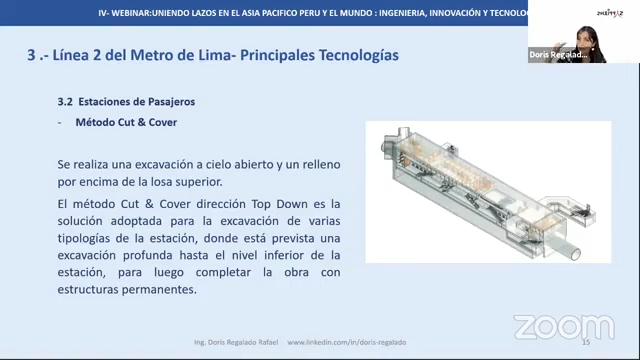 IV- WEBINAR:UNIENDO LAZOS EN EL ASIA PACIFICO PERU Y EL MUNDO : INGENIERIA, INNOVACIÓN Y TECNOLO
Doris Regalad...
3 .- Línea 2 del Metro de Lima- Principales Tecnologías
3.2 Estaciones de Pasajeros
- Método Cut & Cover
Se realiza una excavación a cielo abierto y un relleno
por encima de la losa superior.
El método Cut & Cover dirección Top Down es la
solución adoptada para la excavación de varias
tipologías de la estación, donde está prevista una
excavación profunda hasta el nivel inferior de la
estación, para luego completar la obra con
estructuras permanentes.
zoom
Ing. Doris Regalado Rafael www.linkedin.com/in/doris-regalado 15